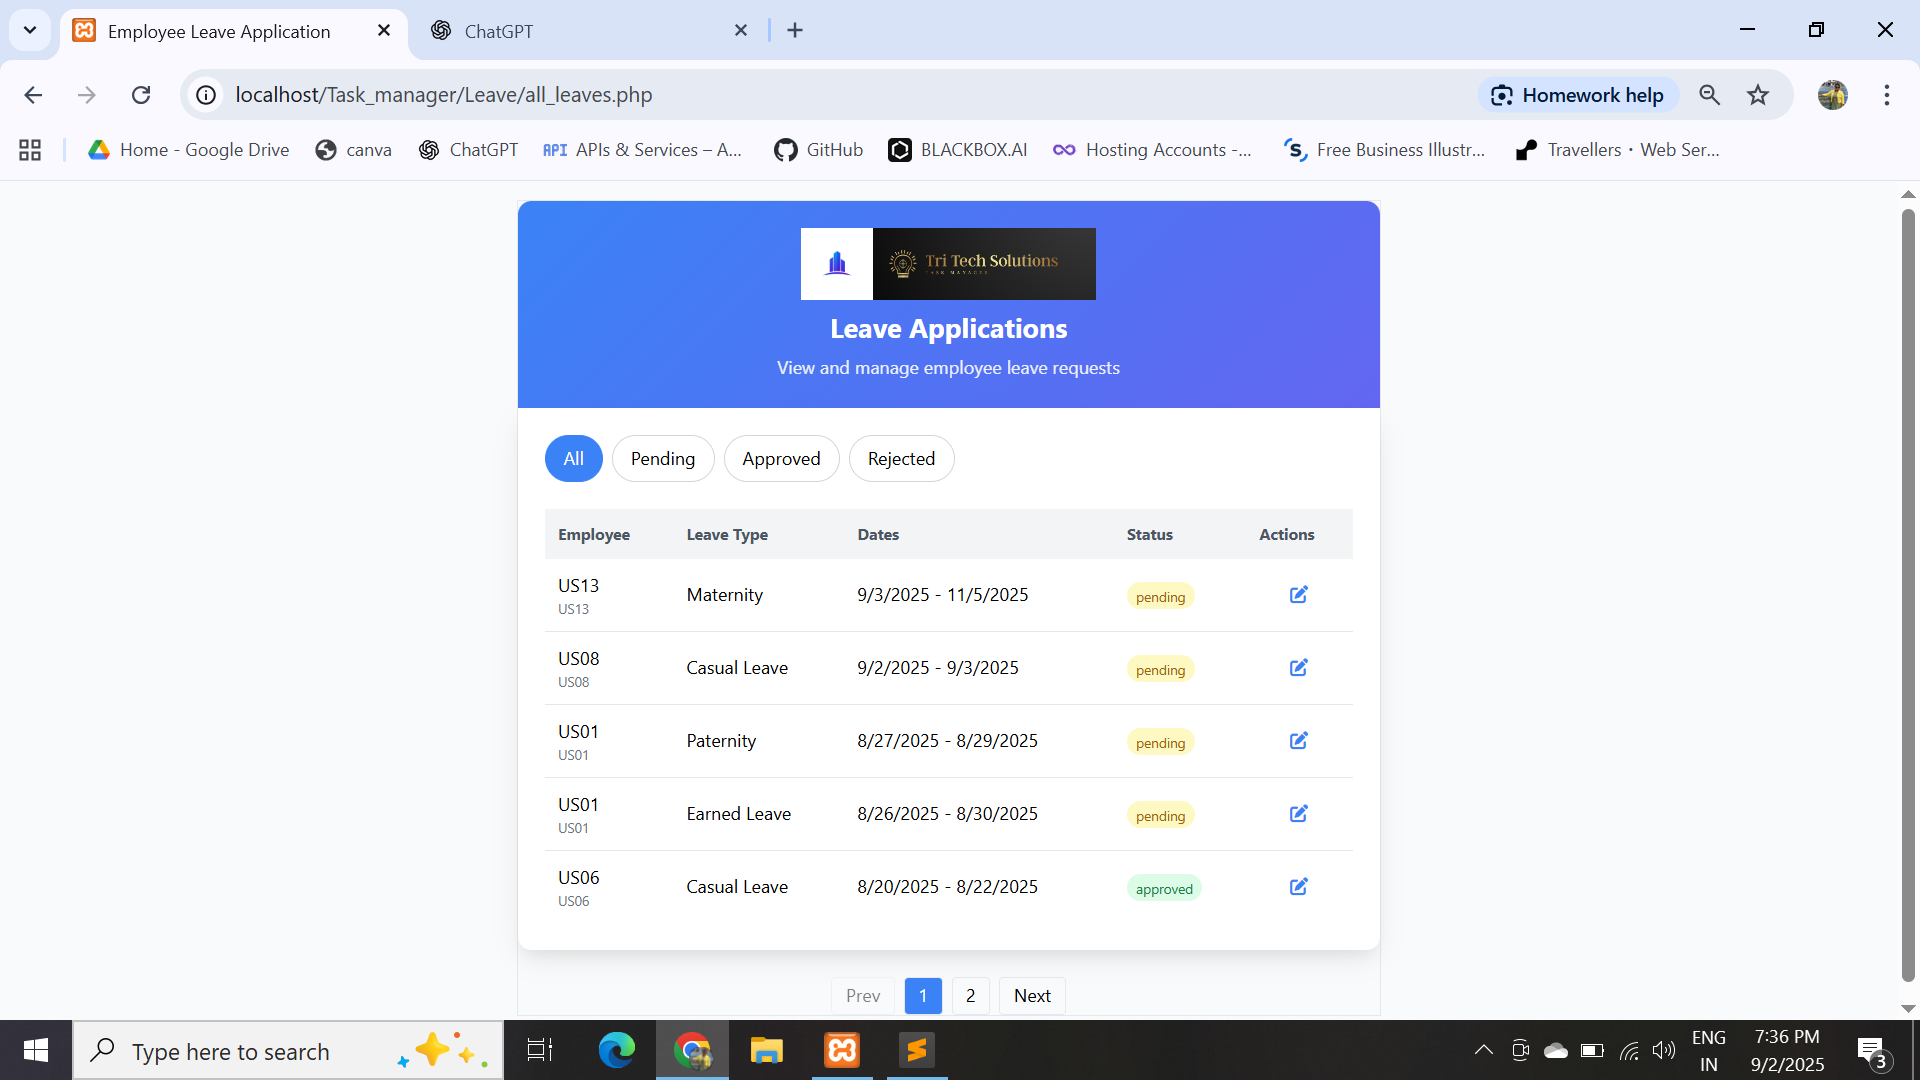 Employee Leave Application
ChatGPT
localhost/Task_manager/Leave/all_leaves.php
Homework help
Home - Google Drive
canva
ChatGPT
API APIs & Services – A...
GitHub
BLACKBOX.AI
Hosting Accounts -...
Free Business Illustr...
Travellers • Web Ser...
Tri Tech Solutions
TASK MANAGER
Leave Applications
View and manage employee leave requests
All Pending Approved Rejected
Employee Leave Type Dates Status Actions
US13 Maternity 9/3/2025 - 11/5/2025 pending
US13
US08 Casual Leave 9/2/2025 - 9/3/2025 pending
US08
US01 Paternity 8/27/2025 - 8/29/2025 pending
US01
US01 Earned Leave 8/26/2025 - 8/30/2025 pending
US01
US06 Casual Leave 8/20/2025 - 8/22/2025 approved
US06
Prev 1 2 Next
Type here to search
ENG
IN
7:36 PM
9/2/2025
3